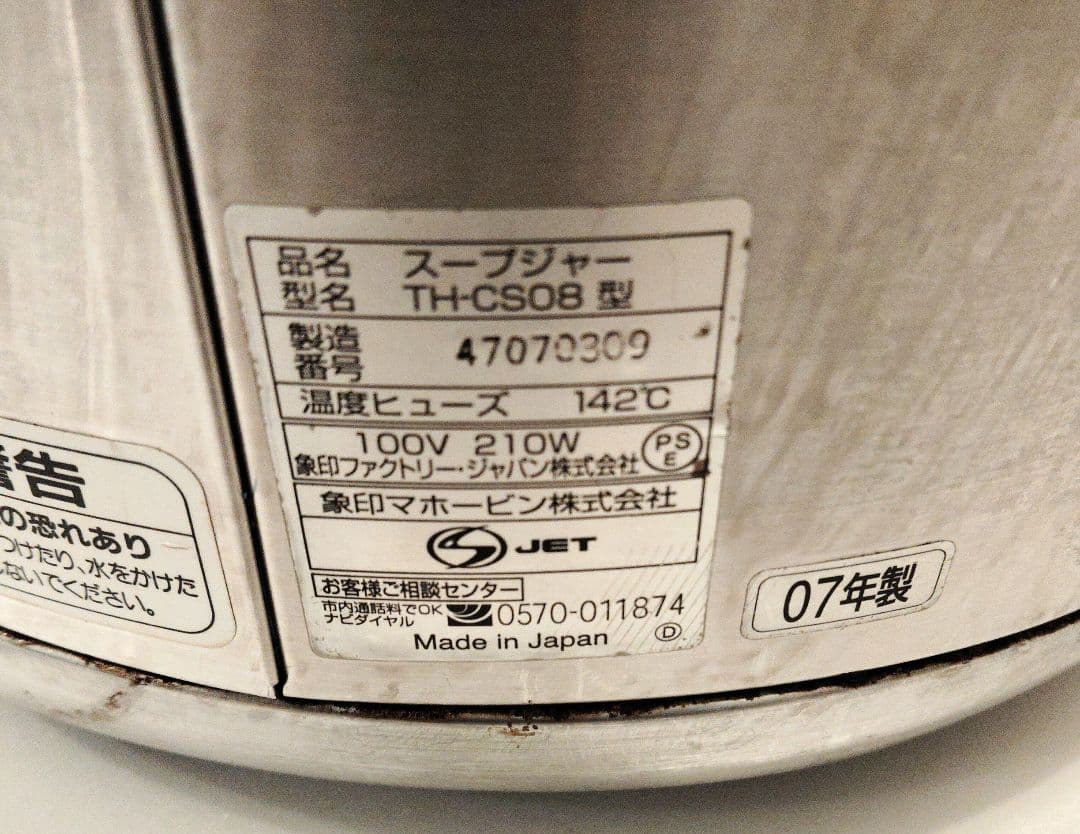 品名 スープジャー
型名 TH-CS08 型
製造番号 47070309
温度ヒューズ 142℃
100V 210W
PS
E
象印ファクトリー・ジャパン株式会社
象印マホービン株式会社
JET
お客様ご相談センター
市内通話料でOK
ナビダイヤル 0570-011874
Made in Japan
D
07年製
告
の恐れあり
つけたり、水をかけた
ないでください。